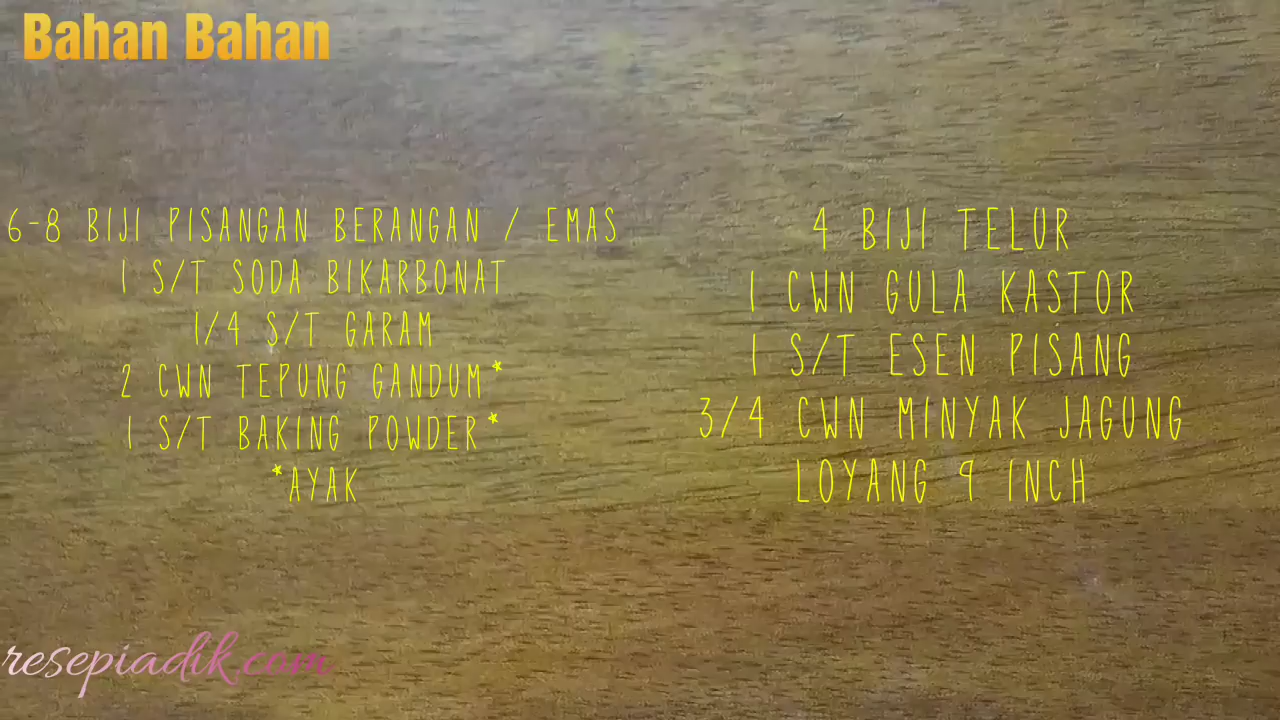 Bahan Bahan
6-8 BIJI PISANGAN BERANGAN / EMAS
1 S/T SODA BIKARBONAT
1/4 S/T GARAM
2 CWN TEPUNG GANDUM*
1 S/T BAKING POWDER*
*AYAK
4 BIJI TELUR
1 CWN GULA KASTOR
1 S/T ESEN PISANG
3/4 CWN MINYAK JAGUNG
LOYANG 9 INCH
resepiadik.com